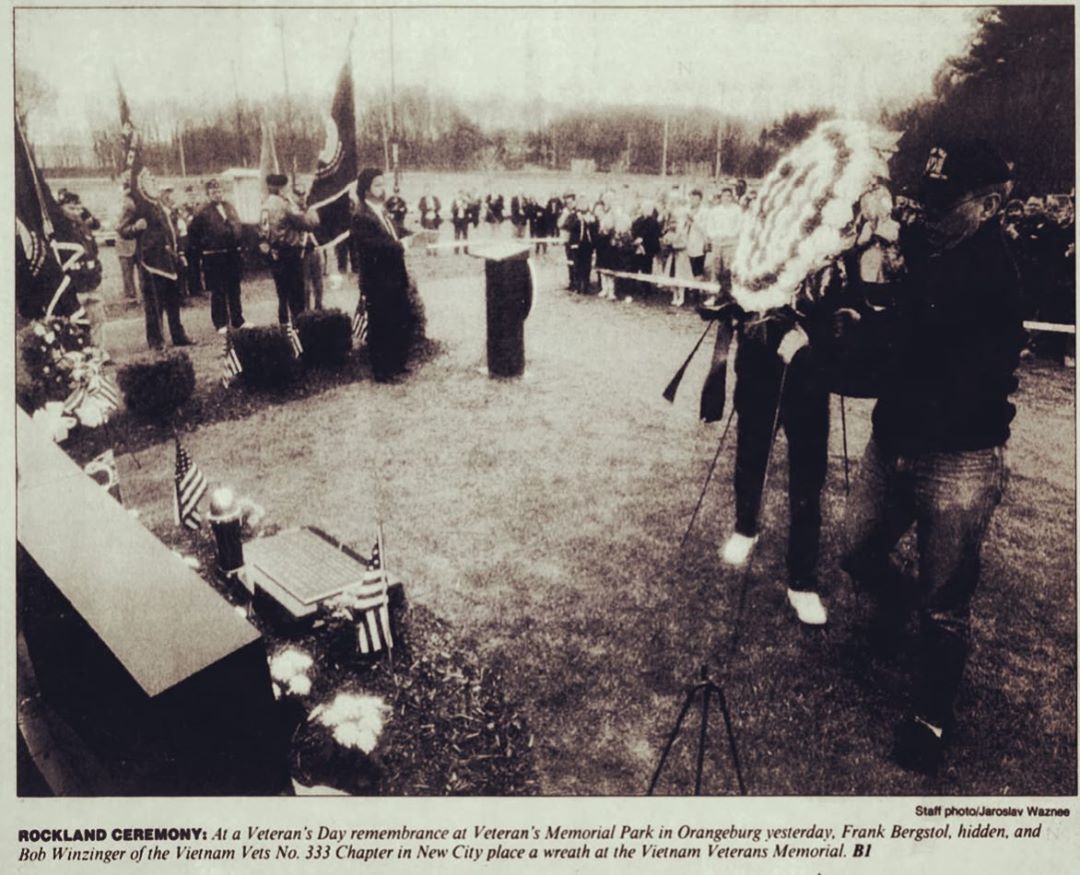 Staff photo/Jaroslav Waznee
ROCKLAND CEREMONY: At a Veteran's Day remembrance at Veteran's Memorial Park in Orangeburg yesterday, Frank Bergstol, hidden, and
Bob Winzinger of the Vietnam Vets No. 333 Chapter in New City place a wreath at the Vietnam Veterans Memorial. B1